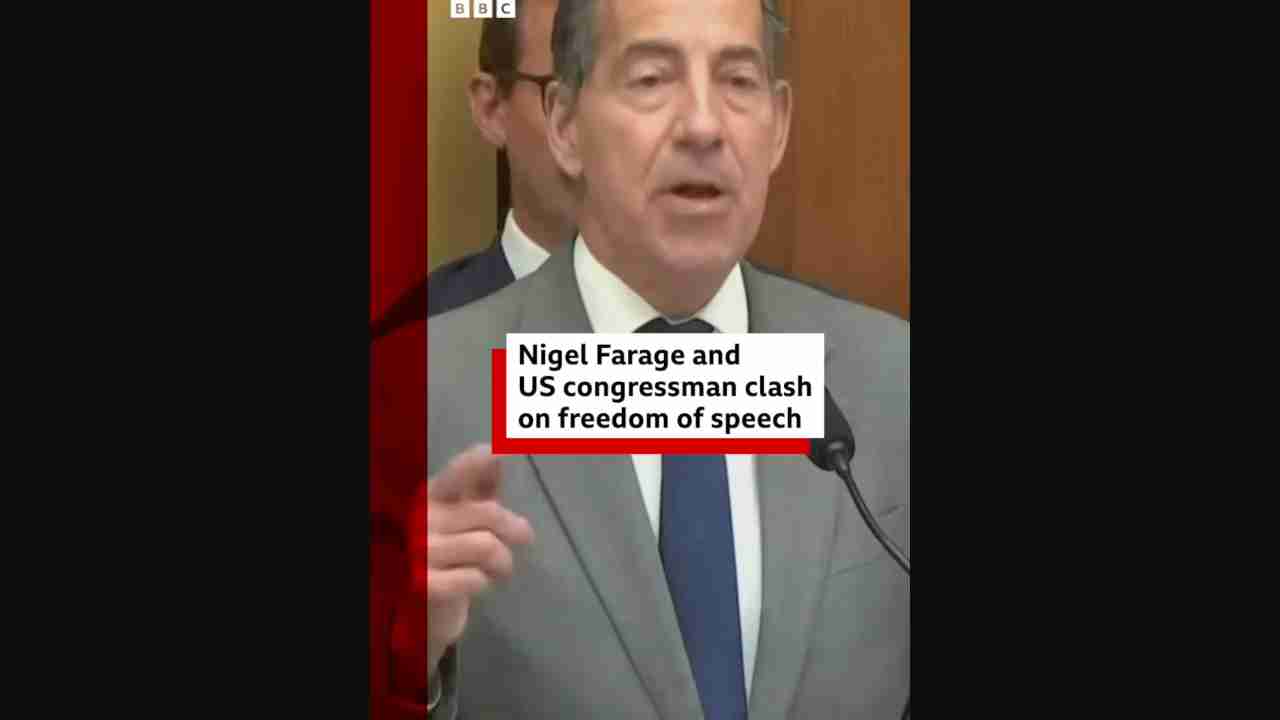 BBC
Nigel Farage and
US congressman clash
on freedom of speech